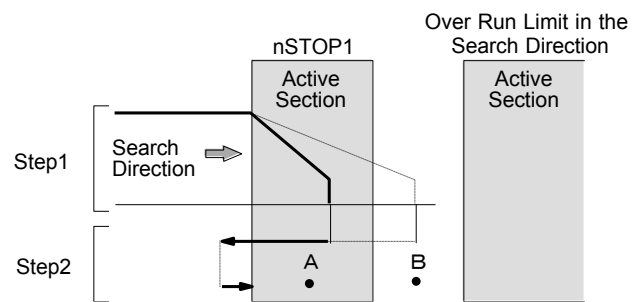 Over Run Limit in the
Search Direction
nSTOP1
Active
Section
Active
Section
Step1
Search
Direction
Step2
A
B